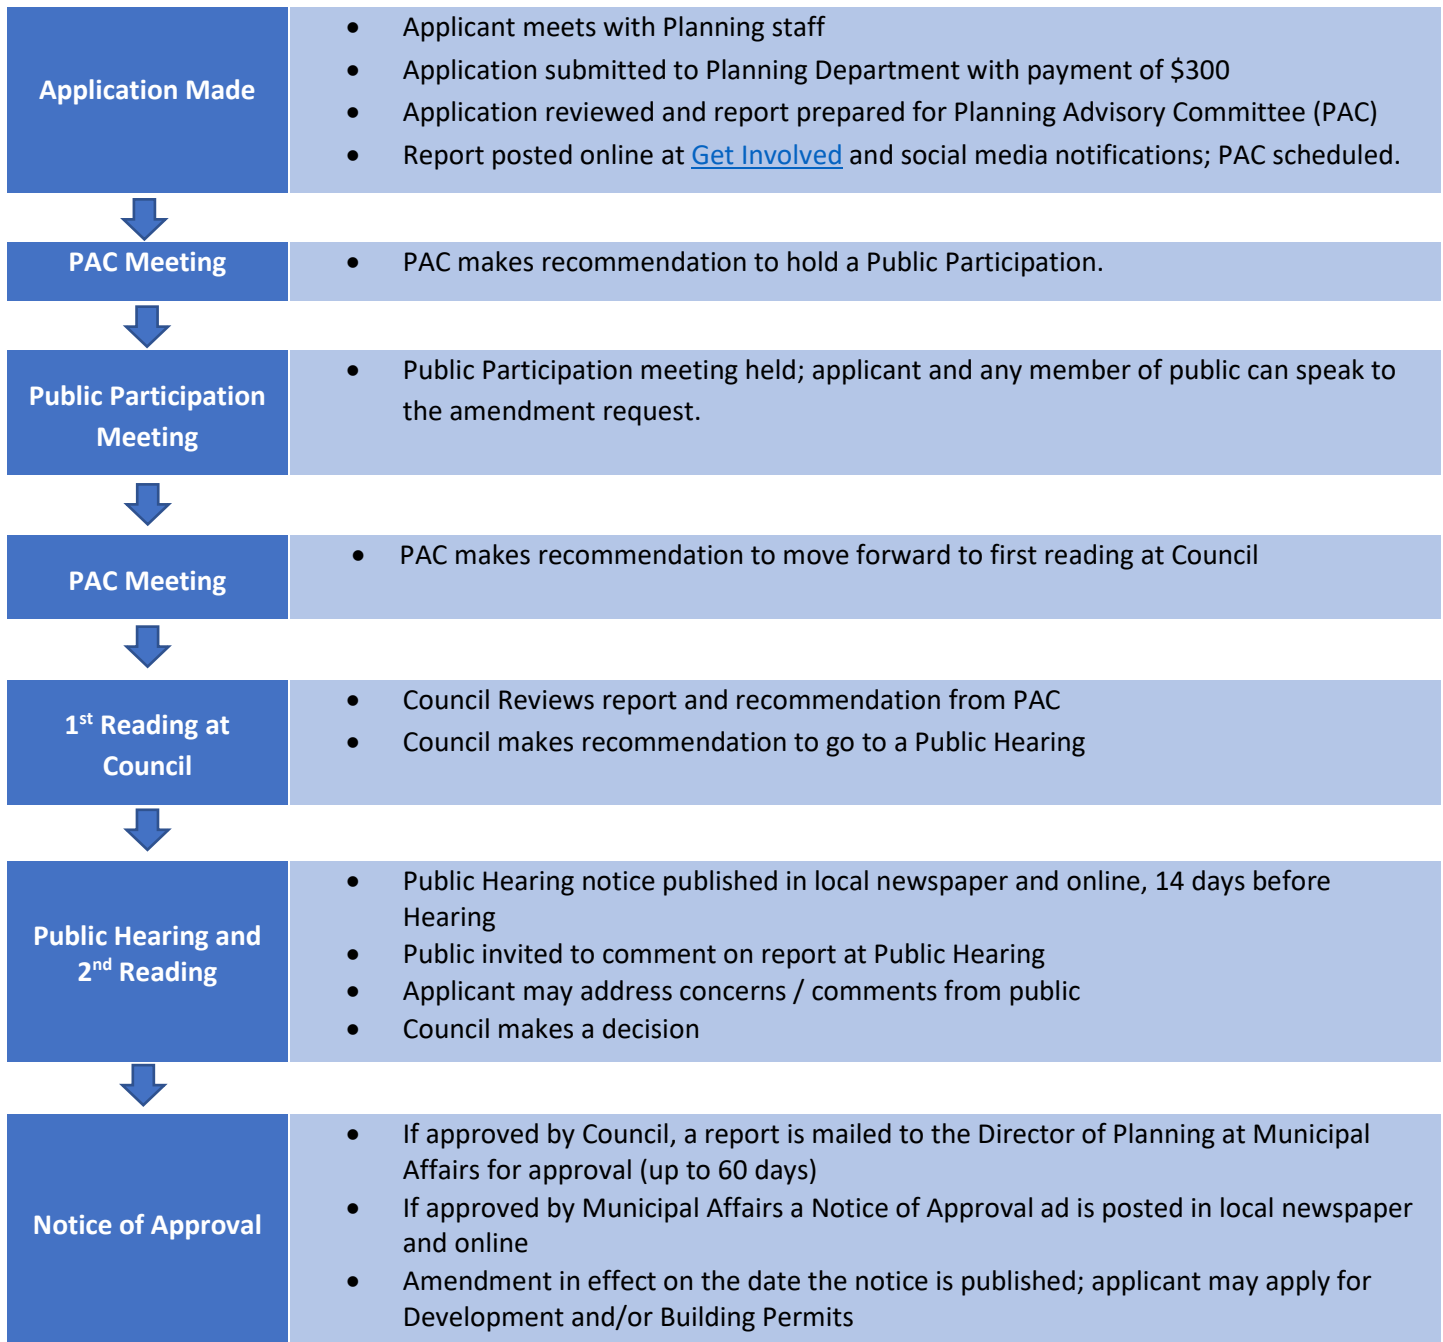 Application Made
• Applicant meets with Planning staff
• Application submitted to Planning Department with payment of $300
• Application reviewed and report prepared for Planning Advisory Committee (PAC)
• Report posted online at Get Involved and social media notifications; PAC scheduled.
PAC Meeting
• PAC makes recommendation to hold a Public Participation.
Public Participation
Meeting
• Public Participation meeting held; applicant and any member of public can speak to
the amendment request.
PAC Meeting
• PAC makes recommendation to move forward to first reading at Council
1st Reading at
Council
• Council Reviews report and recommendation from PAC
• Council makes recommendation to go to a Public Hearing
Public Hearing and
2nd Reading
• Public Hearing notice published in local newspaper and online, 14 days before
Hearing
• Public invited to comment on report at Public Hearing
• Applicant may address concerns / comments from public
• Council makes a decision
Notice of Approval
• If approved by Council, a report is mailed to the Director of Planning at Municipal
Affairs for approval (up to 60 days)
• If approved by Municipal Affairs a Notice of Approval ad is posted in local newspaper
and online
• Amendment in effect on the date the notice is published; applicant may apply for
Development and/or Building Permits